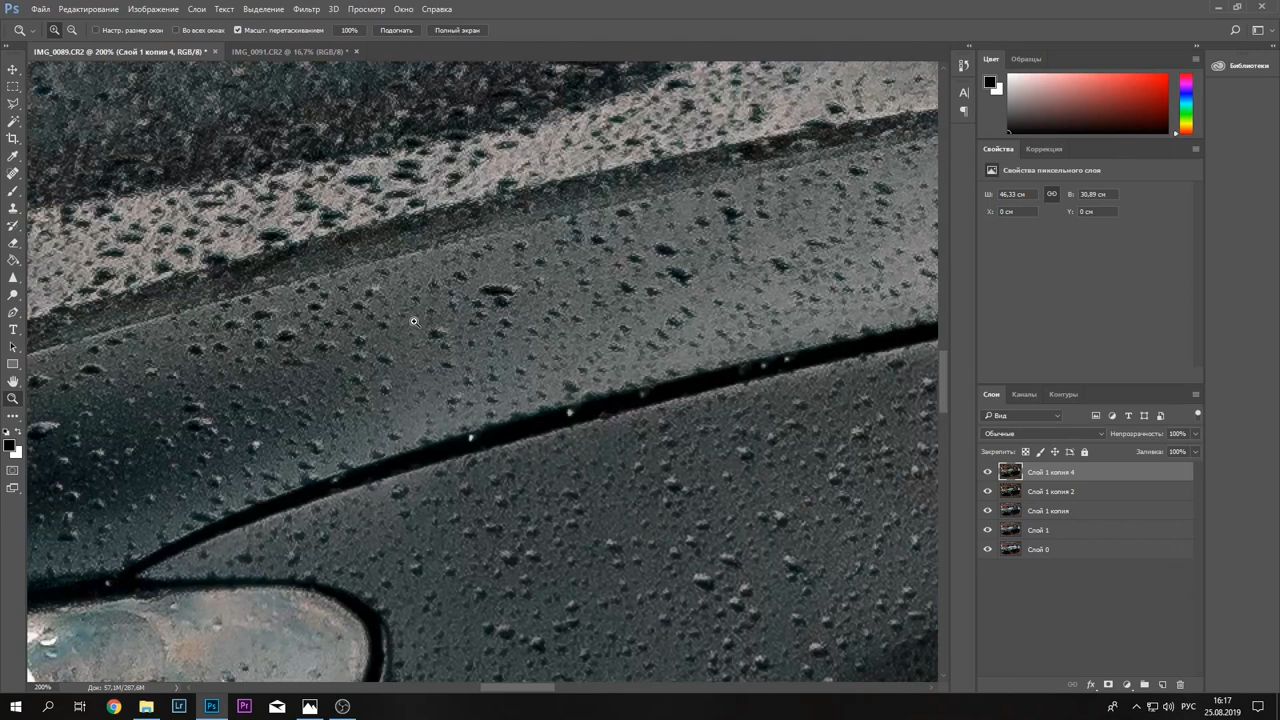 Ps Файл Редактирование Изображение Слои Текст Выделение Фильтр 3D Просмотр Окно Справка
Настр. размер окон Во всех окнах Масшт. перетаскиванием 100% Подогнать Полный экран
IMG_0089.CR2 @ 200% (Слой 1 копия 4, RGB/8) * × IMG_0091.CR2 @ 16,7% (RGB/8) * ×
Цвет Образцы
Библиотеки
Свойства Коррекция
Свойства пиксельного слоя
Ш: 46,33 см В: 30,89 см
X: 0 см Y: 0 см
Слои Каналы Контуры
Вид
Обычные Непрозрачность: 100%
Закрепить: Заливка: 100%
Слой 1 копия 4
Слой 1 копия 2
Слой 1 копия
Слой 1
Слой 0
200% Док: 57,1M/287,6M
Lr Ps Pr РУС 16:17
25.08.2019